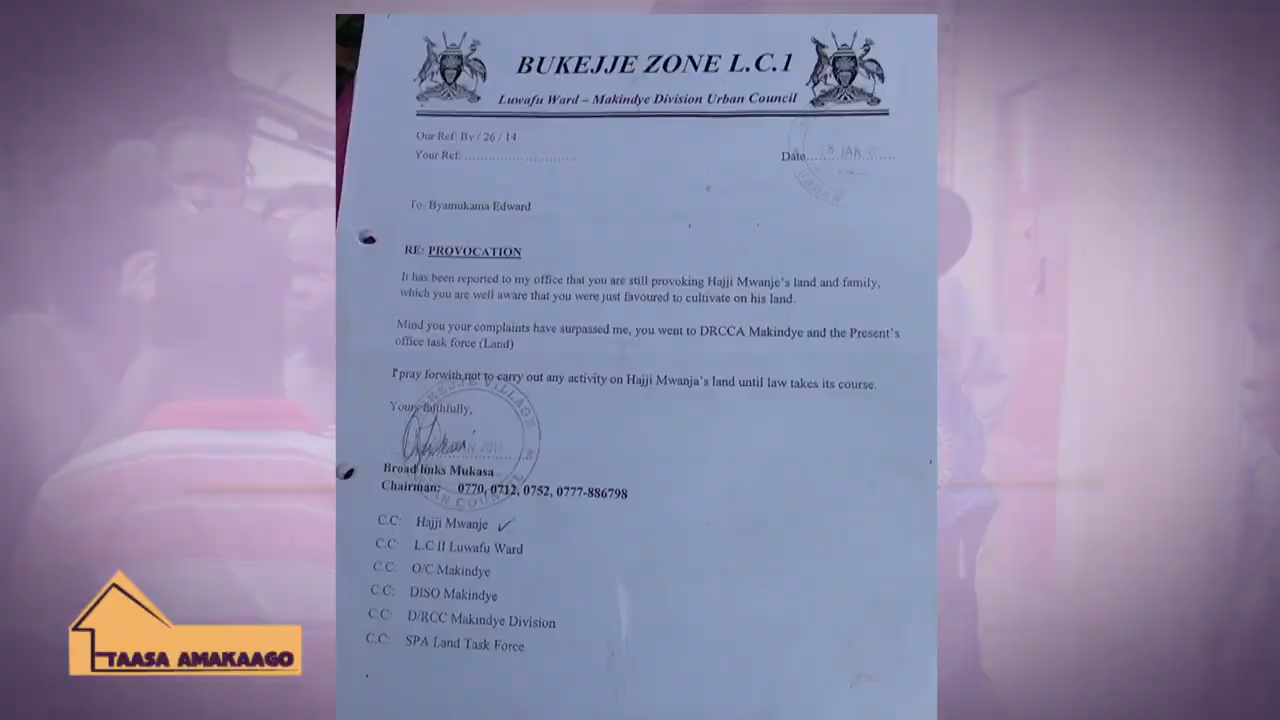 BUKEJJE ZONE L.C.1
Luwafu Ward – Makindye Division Urban Council
Our Ref: By / 26 / 14
Your Ref: ..............................
Date..........................
JAN
To: Byamukama Edward
RE: PROVOCATION
It has been reported to my office that you are still provoking Hajji Mwanje's land and family,
which you are well aware that you were just favoured to cultivate on his land.
Mind you your complaints have surpassed me, you went to DRCCA Makindye and the Present's
office task force (Land)
I pray forwith not to carry out any activity on Hajji Mwanja's land until law takes its course.
Yours faithfully,
Broad links Mukasa
Chairman: 0770, 0712, 0752, 0777-886798
C.C: Hajji Mwanje ✓
C.C: L.C II Luwafu Ward
C.C: O/C Makindye
C.C: DISO Makindye
C.C: D/RCC Makindye Division
C.C: SPA Land Task Force
TAASA AMAKAAGO